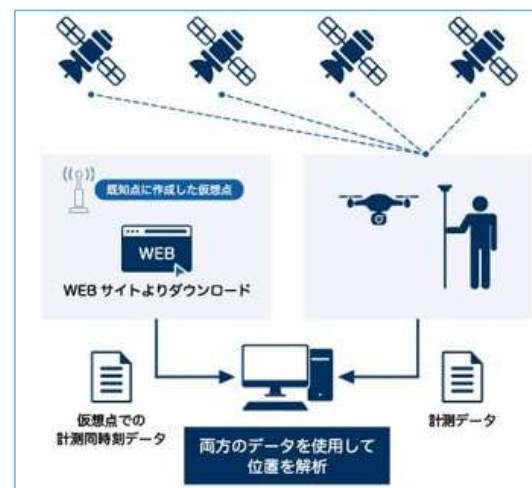 既知点に作成した仮想点
WEB
WEB サイトよりダウンロード
仮想点での
計測同時刻データ
計測データ
両方のデータを使用して
位置を解析